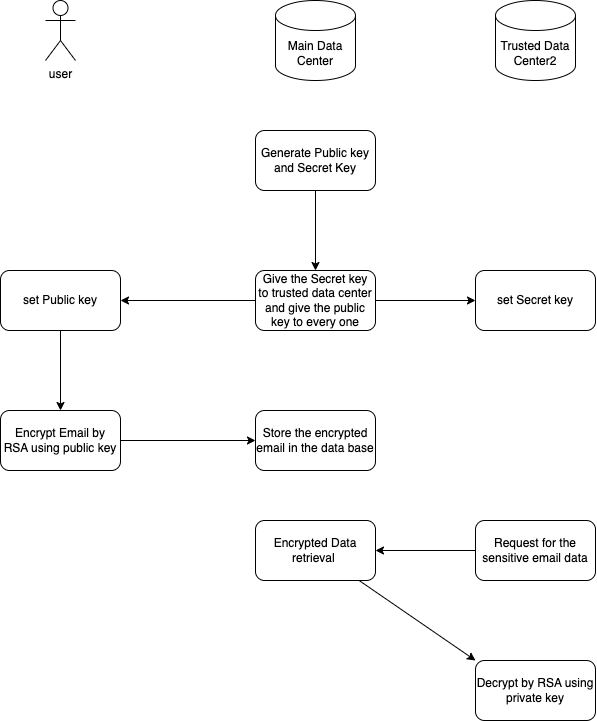 user
Main Data
Center
Trusted Data
Center2
Generate Public key
and Secret Key
set Public key
Give the Secret key
to trusted data center
and give the public
key to every one
set Secret key
Encrypt Email by
RSA using public key
Store the encrypted
email in the data base
Encrypted Data
retrieval
Request for the
sensitive email data
Decrypt by RSA using
private key